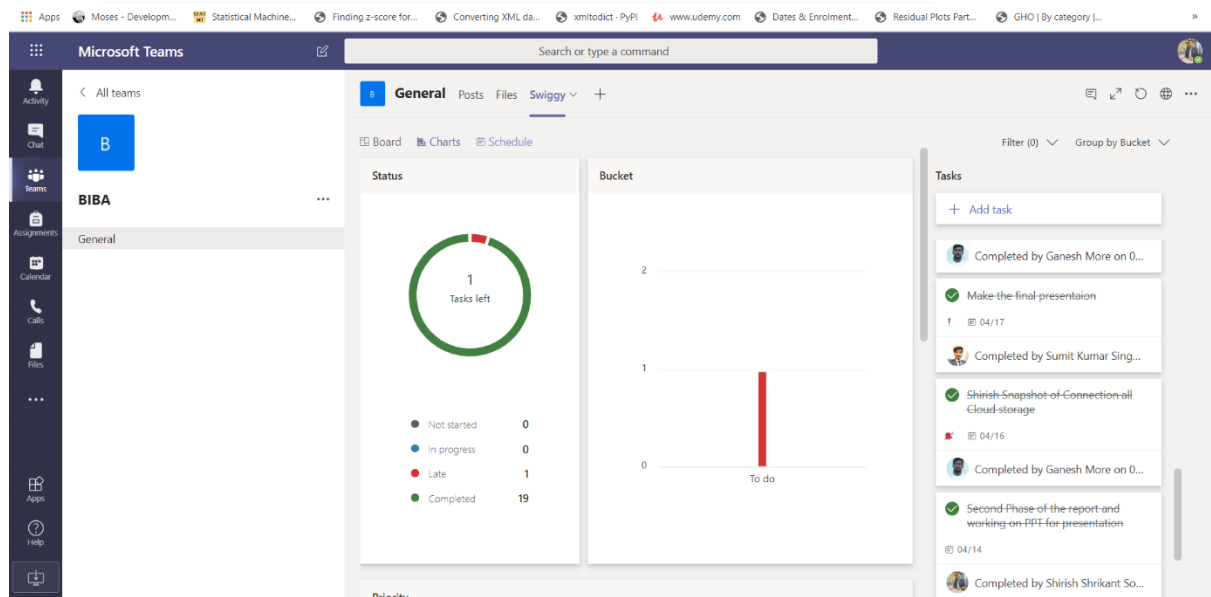 Apps Moses - Developm... STAT MT Statistical Machine... Finding z-score for... Converting XML da... xmltodict · PyPI www.udemy.com Dates & Enrolment... Residual Plots Part... GHO | By category |... »
Microsoft Teams
Search or type a command
Activity
Chat
Teams
Assignments
Calendar
Calls
Files
Apps
Help
All teams
B
BIBA
General
B General Posts Files Swiggy
Board Charts Schedule
Filter (0) Group by Bucket
Status
1
Tasks left
Not started 0
In progress 0
Late 1
Completed 19
Bucket
2
1
0
To do
Priority
Tasks
+ Add task
Completed by Ganesh More on 0...
Make the final presentaion
! 04/17
Completed by Sumit Kumar Sing...
Shirish Snapshot of Connection all
Cloud storage
04/16
Completed by Ganesh More on 0...
Second Phase of the report and
working on PPT for presentation
04/14
Completed by Shirish Shrikant So...